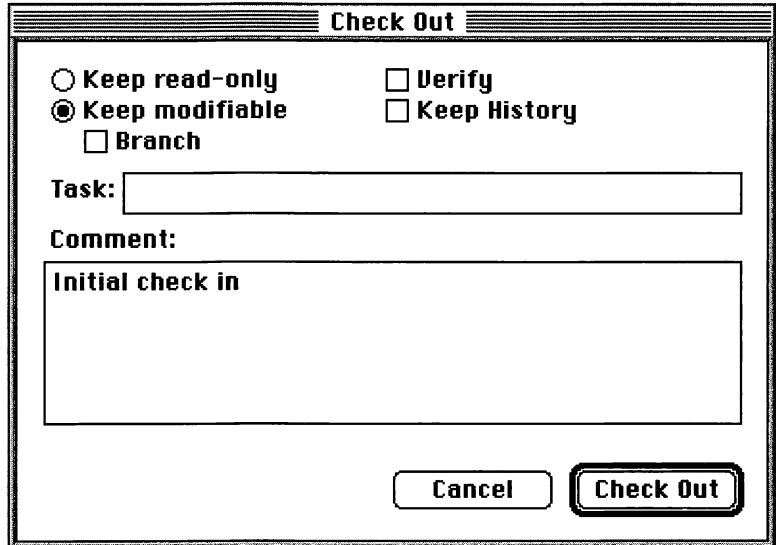 Check Out
Keep read-only
Verify
Keep modifiable
Keep History
Branch
Task:
Comment:
Initial check in
Cancel
Check Out